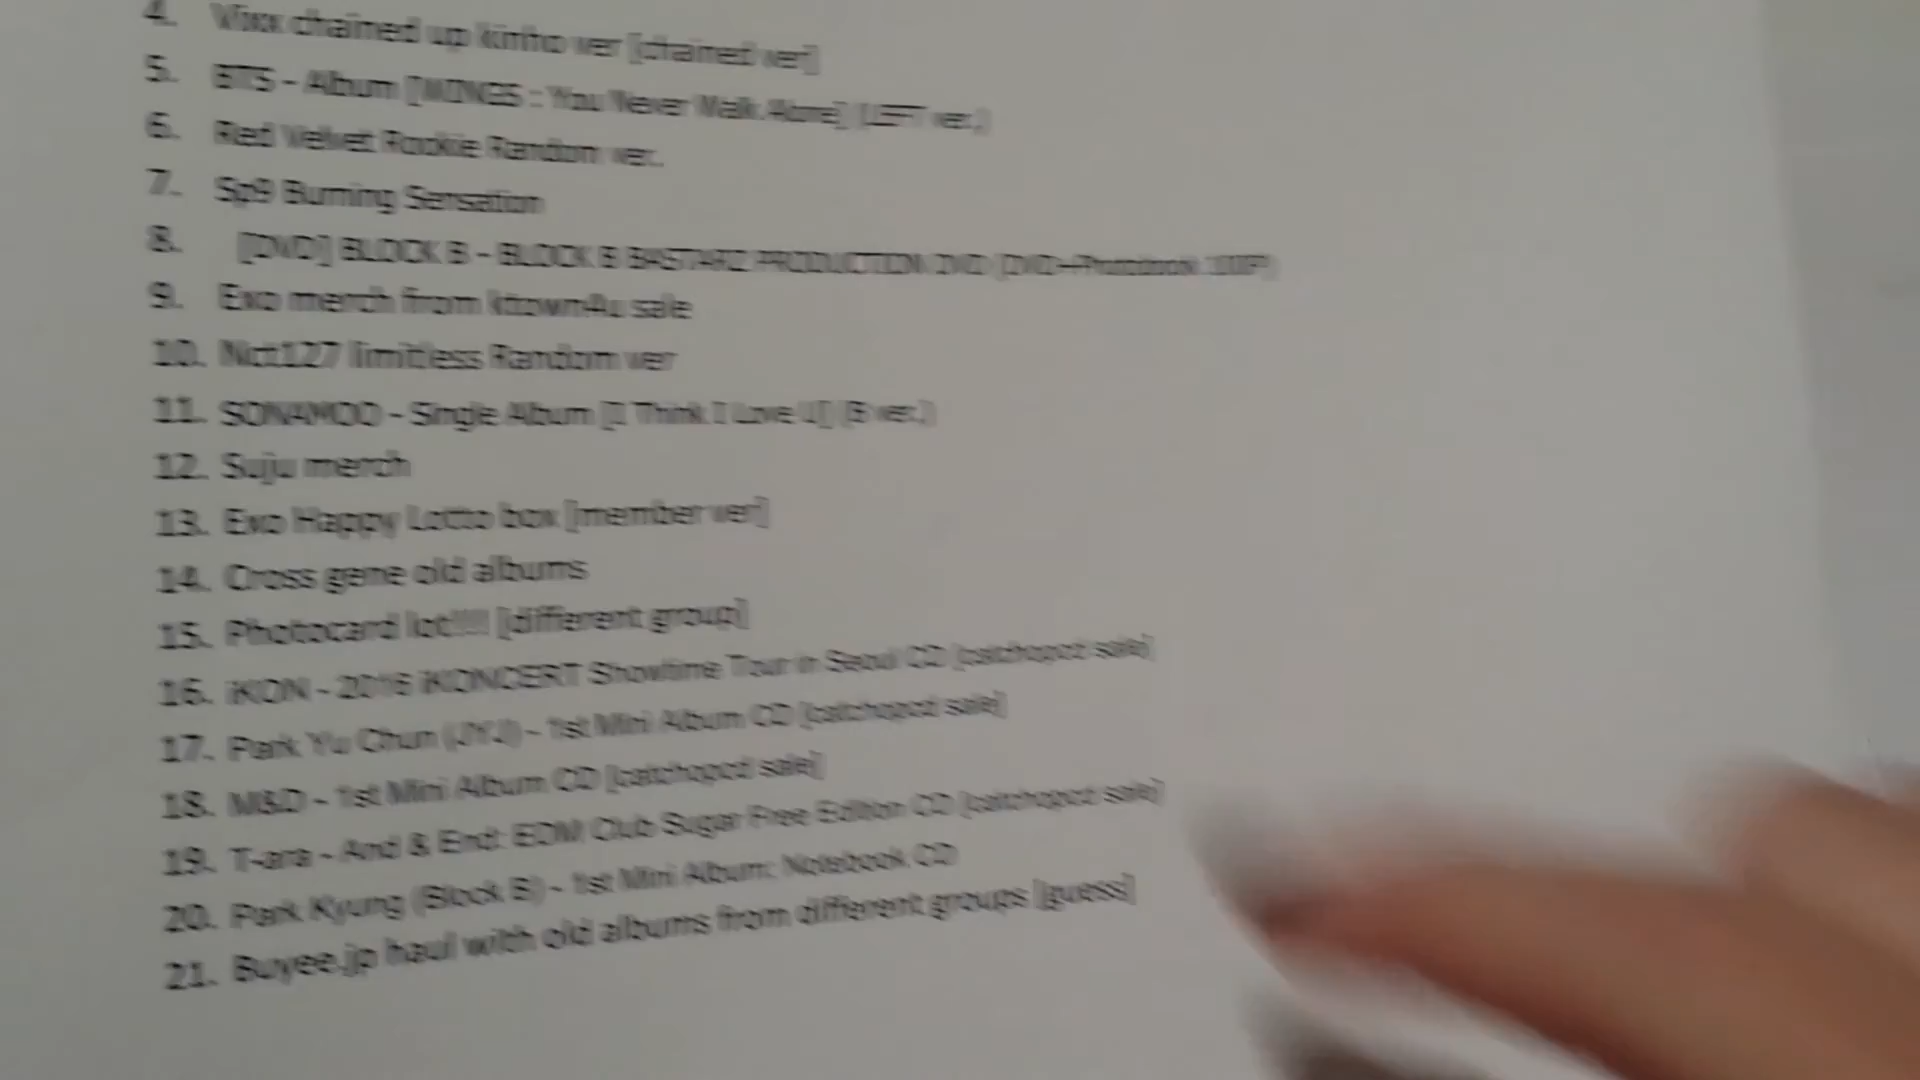 4. Vixx chained up kinho ver [chained ver]
5. BTS - Album [WINGS : You Never Walk Alone] (LEFT ver.)
6. Red Velvet Rookie Random ver.
7. Sp9 Burning Sensation
8. [DVD] BLOCK B - BLOCK B BASTARZ PRODUCTION DVD (DVD+Photobook
9. Exo merch from ktown4u sale
10. Nct127 limitless Random ver
11. SONAMOO - Single Album [I Think I Love U] (B ver.)
12. Suju merch
13. Exo Happy Lotto box [member ver]
14. Cross gene old albums
15. Photocard lot!!!! [different group]
16. iKON - 2016 iKONCERT Showtime Tour in Seoul CD [catchopcd sale]
17. Park Yu Chun (JYJ) - 1st Mini Album CD [catchopcd sale]
18. M&D - 1st Mini Album CD [catchopcd sale]
19. T-ara - And & End: EDM Club Sugar Free Edition CD [catchopcd sale]
20. Park Kyung (Block B) - 1st Mini Album: Notebook CD
21. Buyee.jp haul with old albums from different groups [guess]